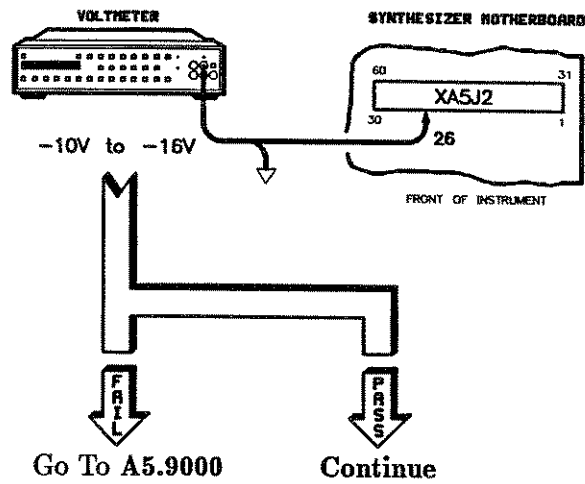 VOLTMETER
SYNTHESIZER MOTHERBOARD
60
31
XA5J2
30
1
26
-10V to -16V
FRONT OF INSTRUMENT
FAIL
PASS
Go To A5.9000
Continue